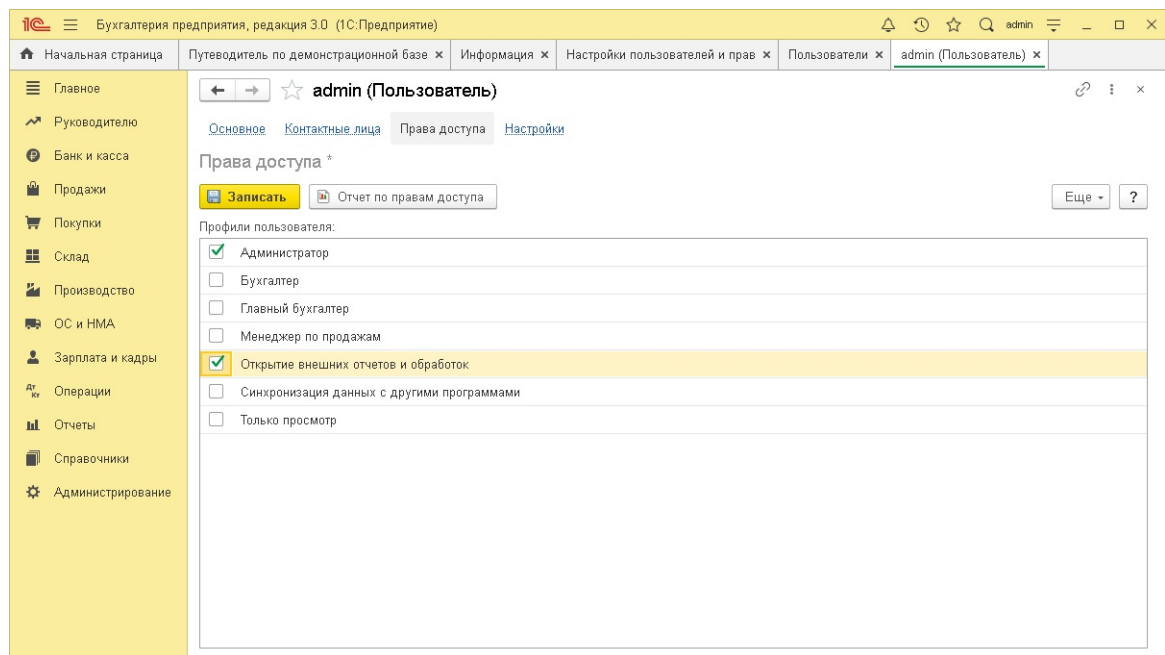 1С Бухгалтерия предприятия, редакция 3.0 (1С:Предприятие) admin
Начальная страница Путеводитель по демонстрационной базе × Информация × Настройки пользователей и прав × Пользователи × admin (Пользователь) ×
Главное
Руководителю
Банк и касса
Продажи
Покупки
Склад
Производство
ОС и НМА
Зарплата и кадры
Дт Кт Операции
Отчеты
Справочники
Администрирование
admin (Пользователь)
Основное Контактные лица Права доступа Настройки
Права доступа *
Записать Отчет по правам доступа Еще ?
Профили пользователя:
Администратор
Бухгалтер
Главный бухгалтер
Менеджер по продажам
Открытие внешних отчетов и обработок
Синхронизация данных с другими программами
Только просмотр